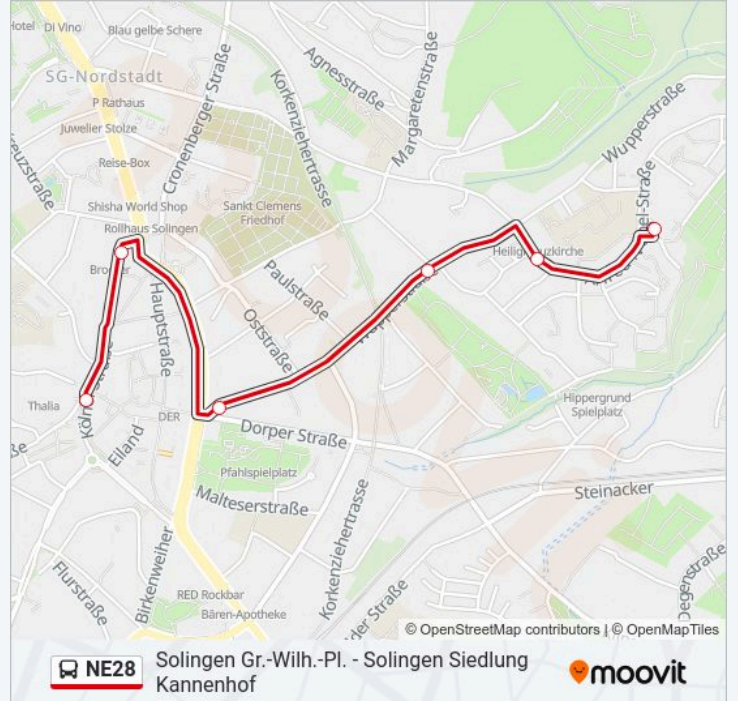 Hotel
Di Vino
Blau gelbe Schere
SG-Nordstadt
Agnesstraße
P Rathaus
Juwelier Stolze
Cronenberger Straße
Korkenziehertrasse
Margaretenstraße
Wupperstraße
Reise-Box
Shisha World Shop
Rollhaus Solingen
Sankt Clemens
Friedhof
Paulstraße
Hauptstraße
Oststraße
Thalia
DER
Eiland
Dorper Straße
Pfahlspielplatz
Malteserstraße
Hippergrund
Spielplatz
Steinacker
Korkenziehertrasse
Birkenweiher
Flurstraße
RED Rockbar
Bären-Apotheke
Degenstraße
© OpenStreetMap contributors | © OpenMapTiles
NE28
Solingen Gr.-Wilh.-Pl. - Solingen Siedlung
Kannenhof
moovit